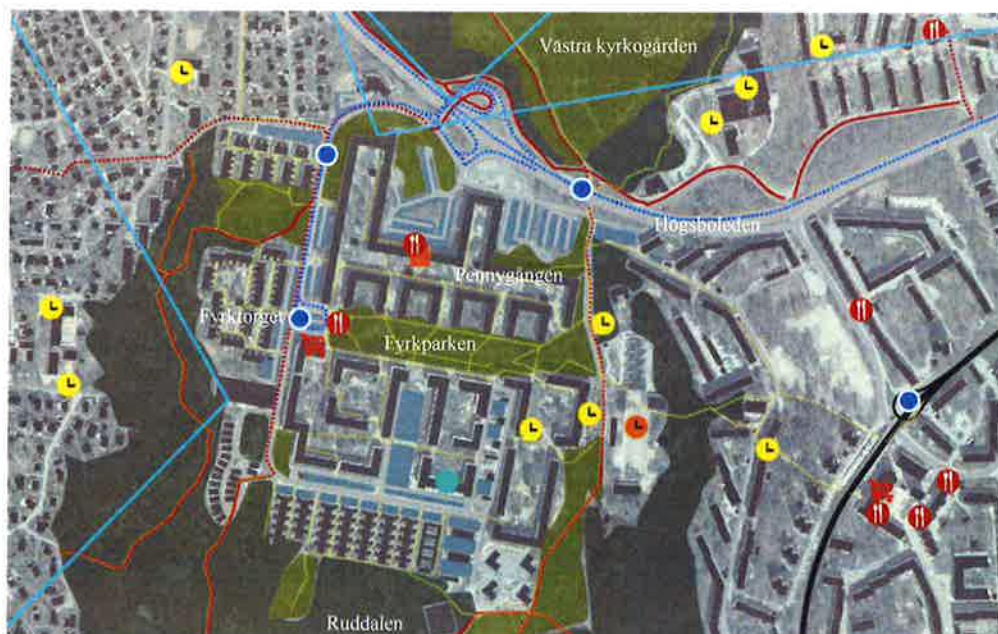 Västra kyrkogården
Högsboleden
Pennygången
Fyrktorget
Fyrkparken
Ruddalen